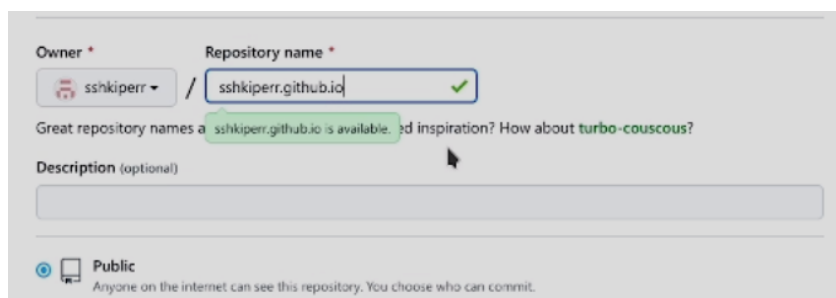 Owner * Repository name *
sshkiperr / sshkiperr.github.io
Great repository names a sshkiperr.github.io is available. ed inspiration? How about turbo-couscous?
Description (optional)
Public
Anyone on the internet can see this repository. You choose who can commit.